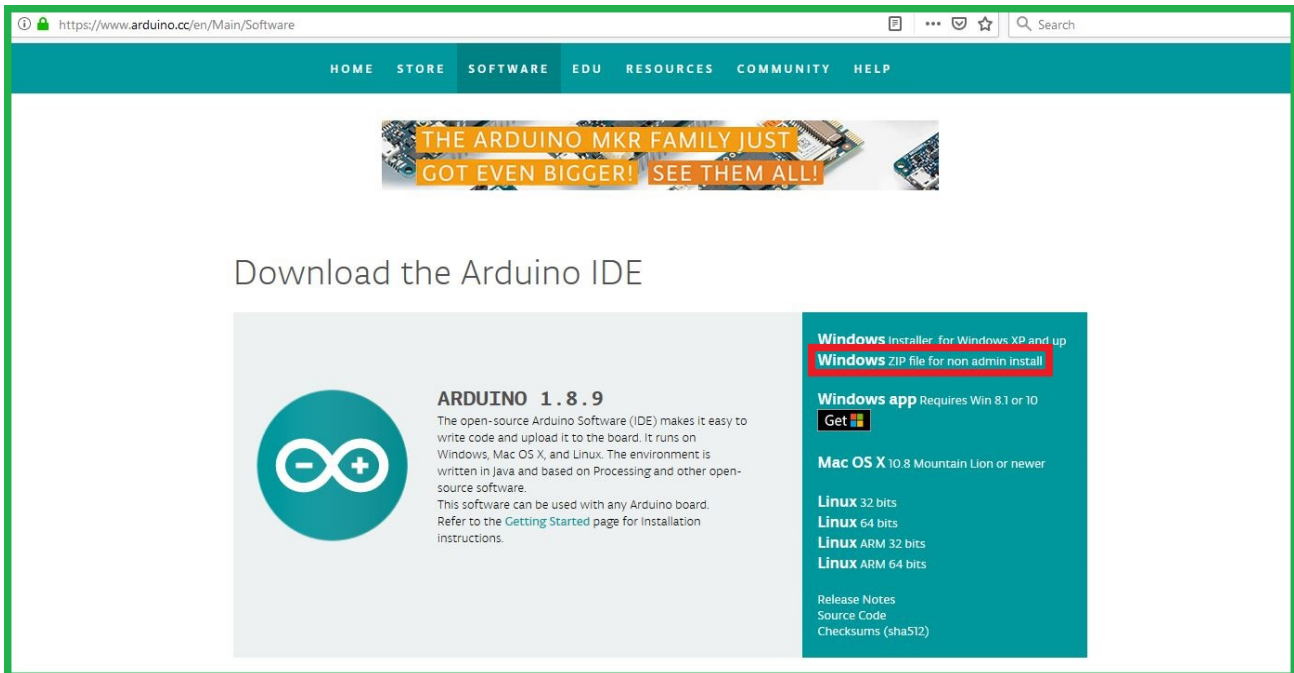 https://www.arduino.cc/en/Main/Software
Search
HOME STORE SOFTWARE EDU RESOURCES COMMUNITY HELP
THE ARDUINO MKR FAMILY JUST
GOT EVEN BIGGER! SEE THEM ALL!
Download the Arduino IDE
ARDUINO 1.8.9
The open-source Arduino Software (IDE) makes it easy to
write code and upload it to the board. It runs on
Windows, Mac OS X, and Linux. The environment is
written in Java and based on Processing and other open-
source software.
This software can be used with any Arduino board.
Refer to the Getting Started page for Installation
instructions.
Windows Installer, for Windows XP and up
Windows ZIP file for non admin install
Windows app Requires Win 8.1 or 10
Get
Mac OS X 10.8 Mountain Lion or newer
Linux 32 bits
Linux 64 bits
Linux ARM 32 bits
Linux ARM 64 bits
Release Notes
Source Code
Checksums (sha512)